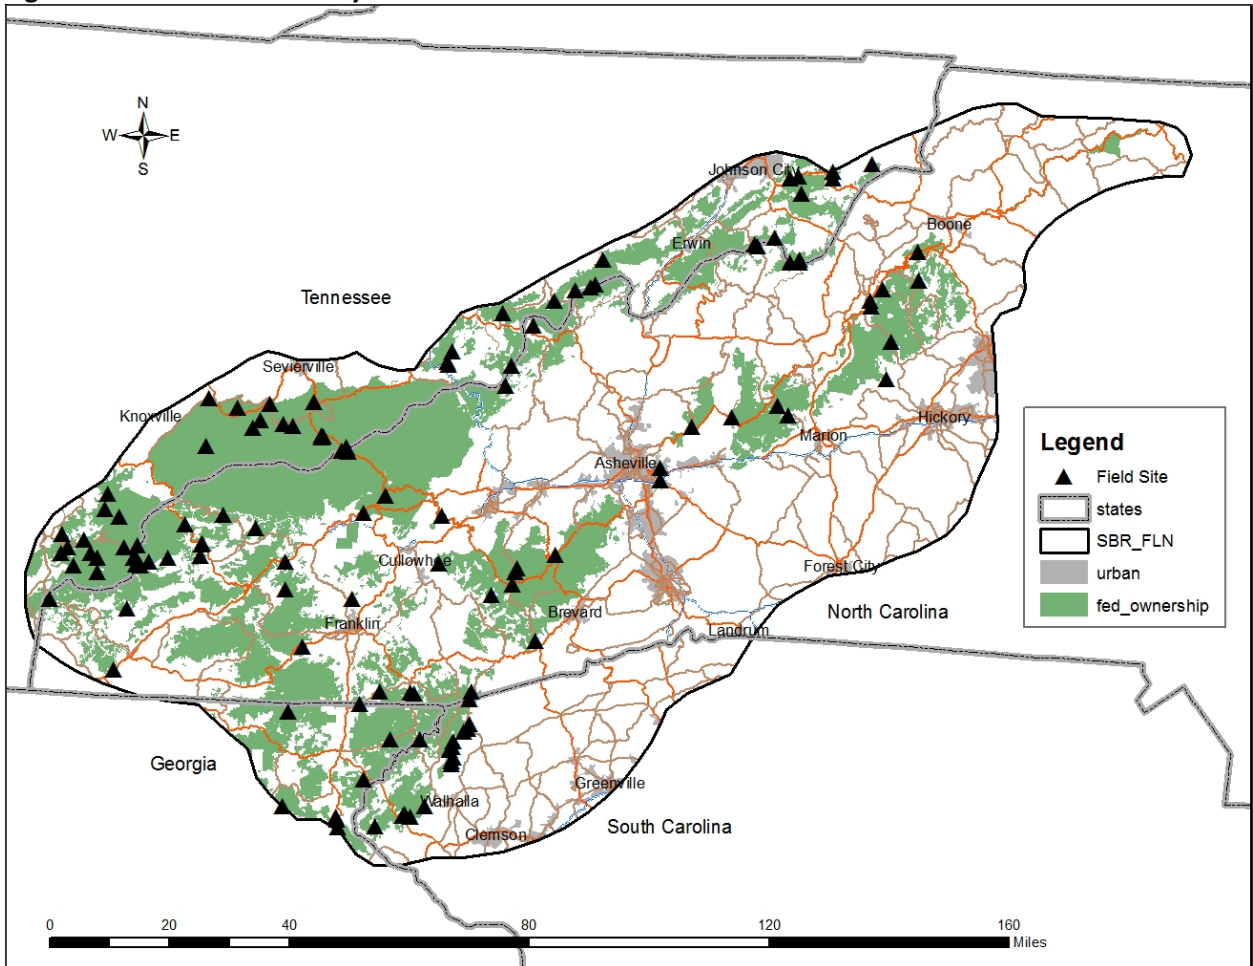 N
W E
S
Johnson City
Boone
Erwin
Tennessee
Sevierville
Knoxville
Hickory
Marion
Asheville
Legend
Field Site
states
SBR_FLN
urban
fed_ownership
Cullowhee
Forest City
Brevard
North Carolina
Franklin
Landrum
Georgia
Greenville
Walhalla
South Carolina
Clemson
0 20 40 80 120 160
Miles